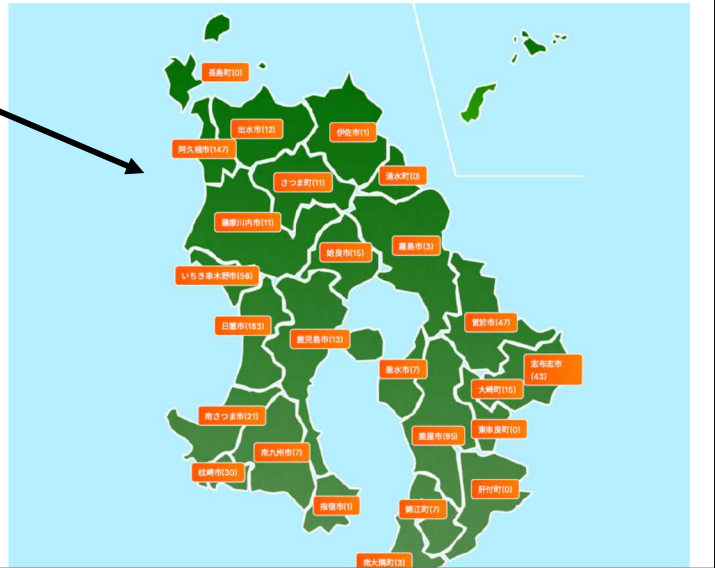 長島町(0)
出水市(12)
伊佐市(1)
阿久根市(147)
湧水町(0)
さつま町(11)
薩摩川内市(11)
霧島市(3)
姶良市(15)
いちき串木野市(56)
曽於市(47)
日置市(183)
鹿児島市(13)
垂水市(7)
志布志市
(43)
大崎町(15)
南さつま市(21)
東串良町(0)
鹿屋市(95)
南九州市(7)
枕崎市(30)
肝付町(0)
指宿市(1)
錦江町(7)
南大隅町(3)